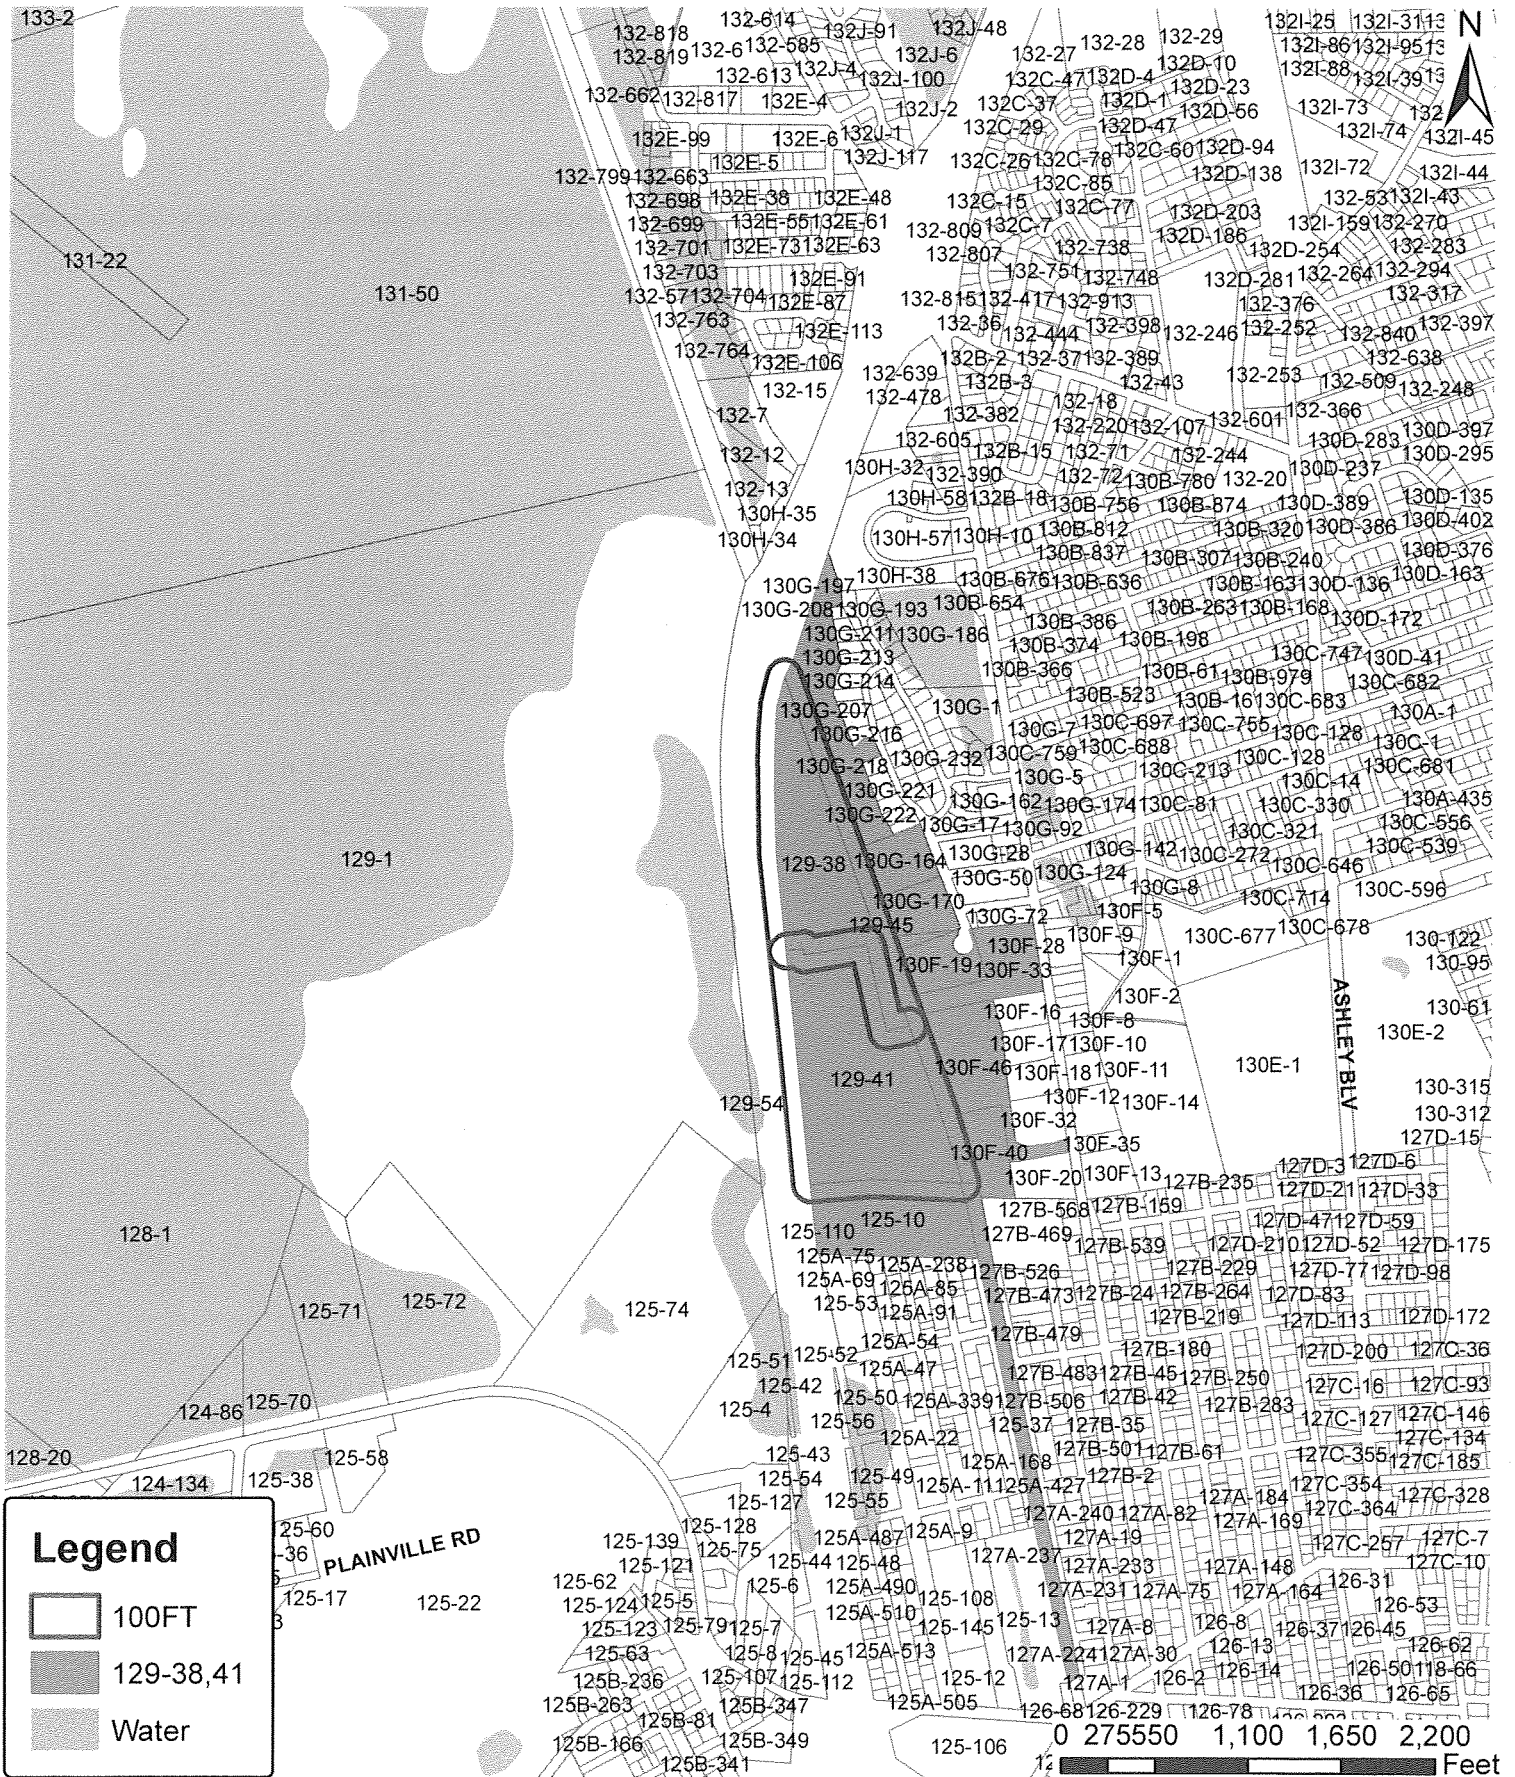 133-2
132-818 132-614 132J-91 132J-48 132I-25 132I-31 N
132-819 132-6 132-585 132J-6 132-27 132-28 132-29 132I-86 132I-95
132-613 132J-4 132J-100 132C-47 132D-4 132D-10 132I-88 132I-39
132-662 132-817 132E-4 132J-2 132C-37 132D-1 132D-23 132I-73
132C-29 132D-47 132D-56 132I-74 132I-45
132E-99 132E-6 132J-1 132C-60 132D-94
132E-5 132J-117 132C-26 132C-78 132D-138 132I-72 132I-44
132-799 132-663 132C-85
132-698 132E-38 132E-48 132C-15 132C-77 132D-203 132-53 132I-43
132-699 132E-55 132E-61 132-809 132C-7 132D-186 132I-159 132-270
132-701 132E-73 132E-63 132-807 132-738 132D-254 132-283
131-22 132-703 132E-91 132-751 132-748 132D-281 132-264 132-294
131-50 132-57 132-704 132E-87 132-815 132-417 132-913 132-376 132-317
132-763 132E-113 132-36 132-444 132-398 132-246 132-252 132-840 132-397
132-764 132E-106 132B-2 132-37 132-389 132-638
132-15 132-639 132B-3 132-43 132-253 132-509 132-248
132-7 132-478 132-382 132-18 132-601 132-366
132-220 132-107 130D-283 130D-397
132-12 132-605 132B-15 132-71 132-244 130D-295
132-13 130H-32 132-390 132-72 130B-780 132-20 130D-237
130H-35 130H-58 132B-18 130B-756 130B-874 130D-389 130D-135
130H-34 130H-57 130H-10 130B-812 130B-320 130D-386 130D-402
130B-837 130B-307 130B-240 130D-376
130G-197 130H-38 130B-676 130B-636 130B-163 130D-136 130D-163
130G-208 130G-193 130B-654 130B-386 130B-263 130B-168 130D-172
130G-211 130G-186 130B-374 130B-198
130G-213 130B-366 130B-61 130C-747 130D-41
130G-214 130B-523 130B-979 130C-682
130G-207 130G-1 130B-16 130C-683 130A-1
130G-216 130G-7 130C-697 130C-755 130C-128 130C-1
130G-218 130G-232 130C-759 130C-688 130C-128 130C-681
130G-221 130G-5 130C-213 130C-14
130G-222 130G-162 130G-174 130C-81 130C-330 130A-435
130G-17 130G-92 130C-321 130C-556
129-1 129-38 130G-164 130G-28 130G-142 130C-272 130C-646 130C-539
130G-50 130G-124 130G-8 130C-714 130C-596
130G-170 130G-72 130F-5
129-45 130F-28 130F-9 130C-677 130C-678 130-122
130F-19 130F-33 130F-1 130-95
130F-16 130F-2 130-61
130F-8 130E-2
130F-17 130F-10
129-41 130F-46 130F-18 130F-11 130E-1 ASHLEY BLV 130-315
129-54 130F-12 130F-14 130-312
130F-32 127D-15
130F-40 130F-35 127D-3 127D-6
130F-20 130F-13 127B-235 127D-21 127D-33
128-1 125-110 125-10 127B-568 127B-159 127D-47 127D-59
127B-469 127B-539 127D-210 127D-52 127D-175
125A-75 125A-238 127B-526 127B-229 127D-77 127D-98
125A-69 125A-85 127B-473 127B-24 127B-264 127D-83
125-71 125-72 125-74 125-53 125A-91 127B-219 127D-113 127D-172
125A-54 127B-479 127B-180 127D-200 127C-36
125-51 125-52 125A-47 127B-483 127B-45 127B-250 127C-16 127C-93
125-70 125-42 125-50 125A-339 127B-506 127B-42 127B-283
124-86 125-4 125-56 125-37 127B-35 127C-127 127C-146
128-20 125-58 125A-22 127B-501 127B-61 127C-134
125-43 125A-168 127C-355 127C-185
124-134 125-38 125-54 125-49 125A-11 125A-427 127B-2 127C-354
125-127 125-55 127A-240 127A-82 127A-184 127C-364 127C-328
125-60 125-139 125-128 125A-487 125A-9 127A-19 127A-169
-36 PLAINVILLE RD 125-121 125-75 125-44 125-48 127A-237 127A-233 127A-148 127C-257 127C-7
127C-10
125-17 125-22 125-62 125-6 125A-490 125-108 127A-231 127A-75 127A-164 126-31
125-124 125-5 125A-510 126-53
125-123 125-79 125-7 125-145 125-13 127A-8 126-8 126-37 126-45
125-63 125-8 125-45 125A-513 127A-224 127A-30 126-13 126-62
125B-236 125-107 125-112 125-12 127A-1 126-2 126-14 126-50 118-66
125B-263 125B-347 125A-505 126-68 126-229 126-78 126-36 126-65
125B-166 125B-81 125B-349 125-106
125B-341
Legend
100FT
129-38,41
Water
0 275 550 1,100 1,650 2,200
Feet